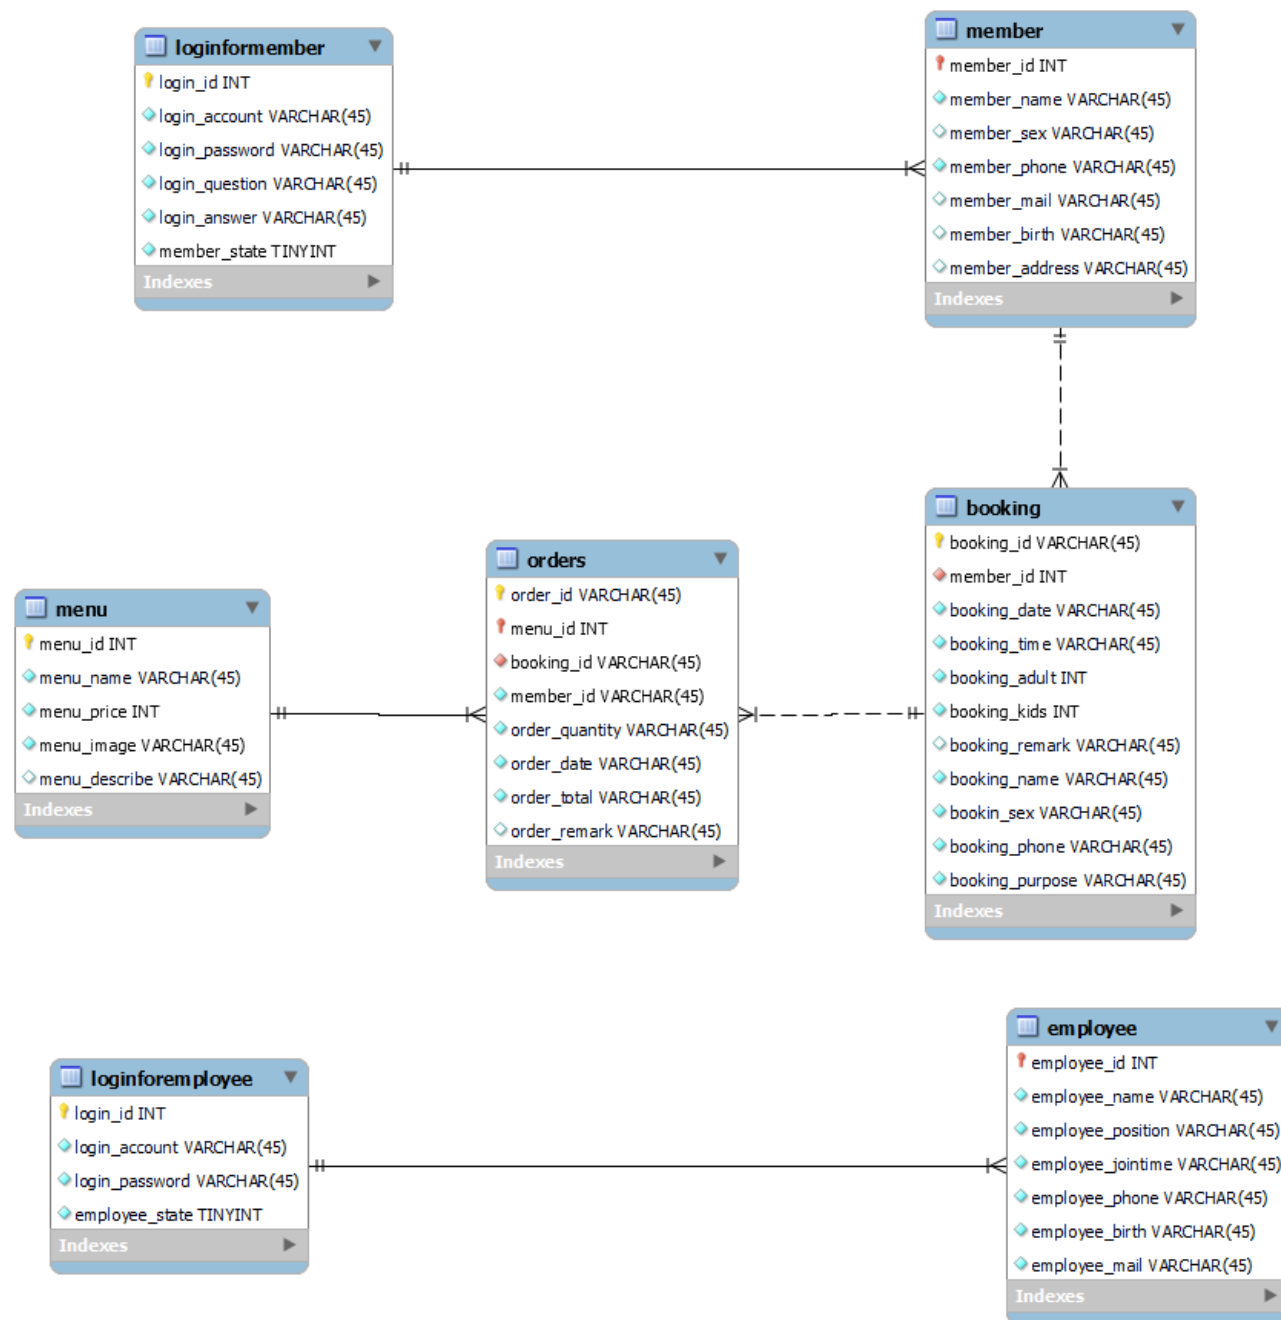 loginformember
login_id INT
login_account VARCHAR(45)
login_password VARCHAR(45)
login_question VARCHAR(45)
login_answer VARCHAR(45)
member_state TINYINT
Indexes
member
member_id INT
member_name VARCHAR(45)
member_sex VARCHAR(45)
member_phone VARCHAR(45)
member_mail VARCHAR(45)
member_birth VARCHAR(45)
member_address VARCHAR(45)
Indexes
menu
menu_id INT
menu_name VARCHAR(45)
menu_price INT
menu_image VARCHAR(45)
menu_describe VARCHAR(45)
Indexes
orders
order_id VARCHAR(45)
menu_id INT
booking_id VARCHAR(45)
member_id VARCHAR(45)
order_quantity VARCHAR(45)
order_date VARCHAR(45)
order_total VARCHAR(45)
order_remark VARCHAR(45)
Indexes
booking
booking_id VARCHAR(45)
member_id INT
booking_date VARCHAR(45)
booking_time VARCHAR(45)
booking_adult INT
booking_kids INT
booking_remark VARCHAR(45)
booking_name VARCHAR(45)
bookin_sex VARCHAR(45)
booking_phone VARCHAR(45)
booking_purpose VARCHAR(45)
Indexes
loginforemployee
login_id INT
login_account VARCHAR(45)
login_password VARCHAR(45)
employee_state TINYINT
Indexes
employee
employee_id INT
employee_name VARCHAR(45)
employee_position VARCHAR(45)
employee_jointime VARCHAR(45)
employee_phone VARCHAR(45)
employee_birth VARCHAR(45)
employee_mail VARCHAR(45)
Indexes